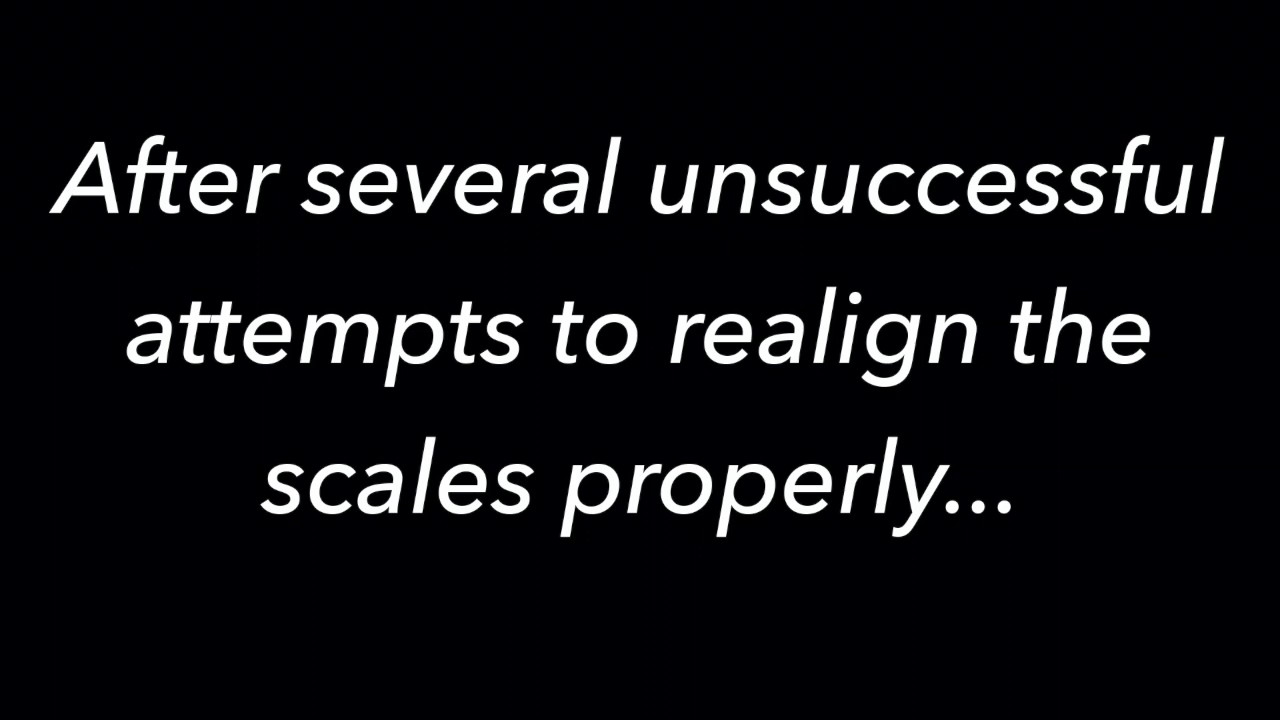 After several unsuccessful
attempts to realign the
scales properly...